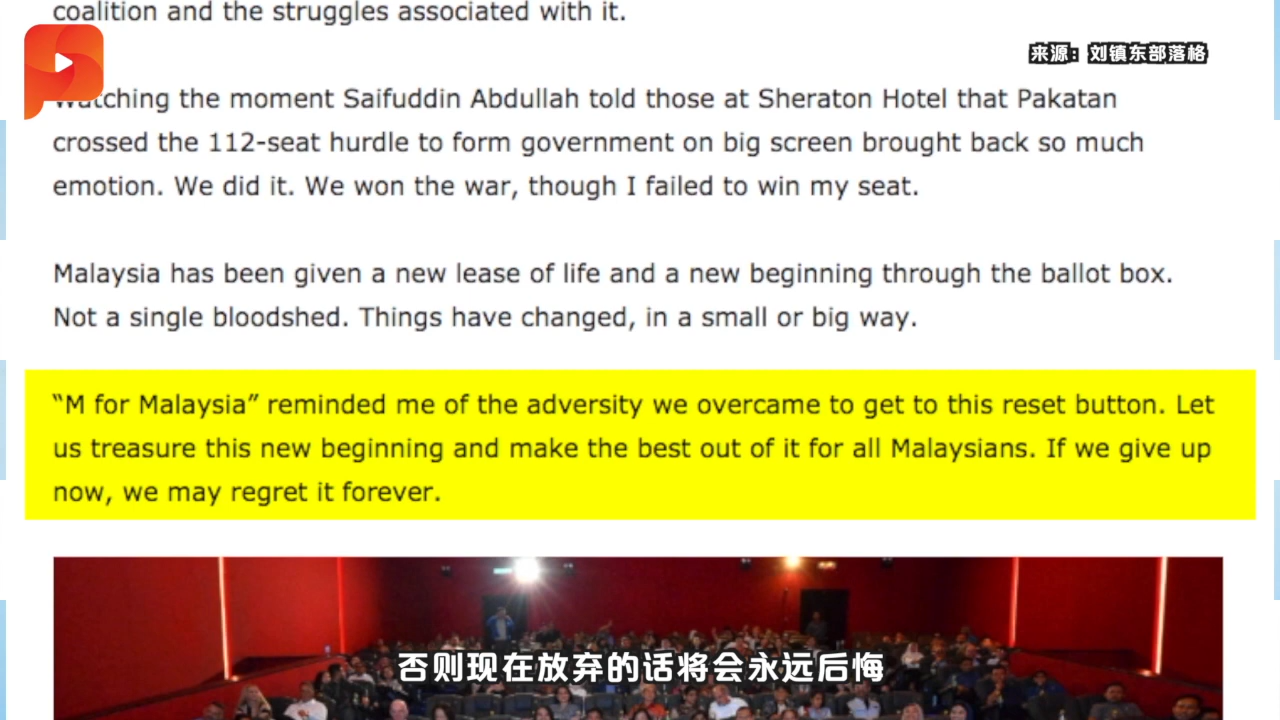 coalition and the struggles associated with it.
来源：刘镇东部落格
Watching the moment Saifuddin Abdullah told those at Sheraton Hotel that Pakatan
crossed the 112-seat hurdle to form government on big screen brought back so much
emotion. We did it. We won the war, though I failed to win my seat.
Malaysia has been given a new lease of life and a new beginning through the ballot box.
Not a single bloodshed. Things have changed, in a small or big way.
“M for Malaysia” reminded me of the adversity we overcame to get to this reset button. Let
us treasure this new beginning and make the best out of it for all Malaysians. If we give up
now, we may regret it forever.
否则现在放弃的话将会永远后悔